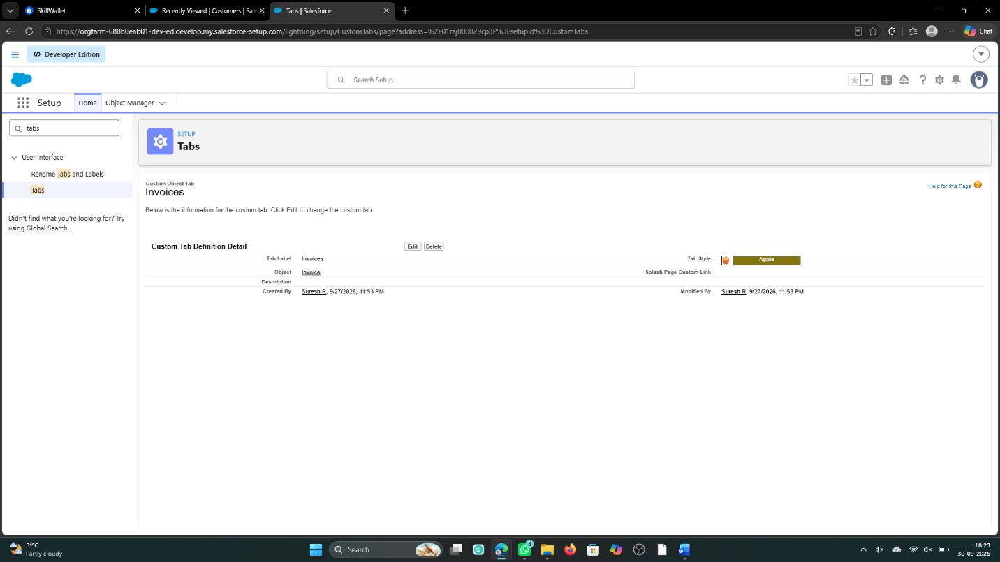 SkillWallet
Recently Viewed | Customers | Sale
Tabs | Salesforce
https://orgfarm-688b0eab01-dev-ed.develop.my.salesforce-setup.com/lightning/setup/CustomTabs/page?address=%2F01raj000029cp3P%3Fsetupid%3DCustomTabs
Chat
Developer Edition
Search Setup
Setup
Home
Object Manager
tabs
User Interface
Rename Tabs and Labels
Tabs
Didn't find what you're looking for? Try
using Global Search.
SETUP
Tabs
Custom Object Tab
Invoices
Help for this Page
Below is the information for the custom tab. Click Edit to change the custom tab.
Custom Tab Definition Detail Edit Delete
Tab Label Invoices Tab Style Apple
Object Invoice Splash Page Custom Link
Description
Created By Suresh R, 9/27/2026, 11:53 PM Modified By Suresh R, 9/27/2026, 11:53 PM
31°C
Partly cloudy
Search
8
18:23
30-09-2026